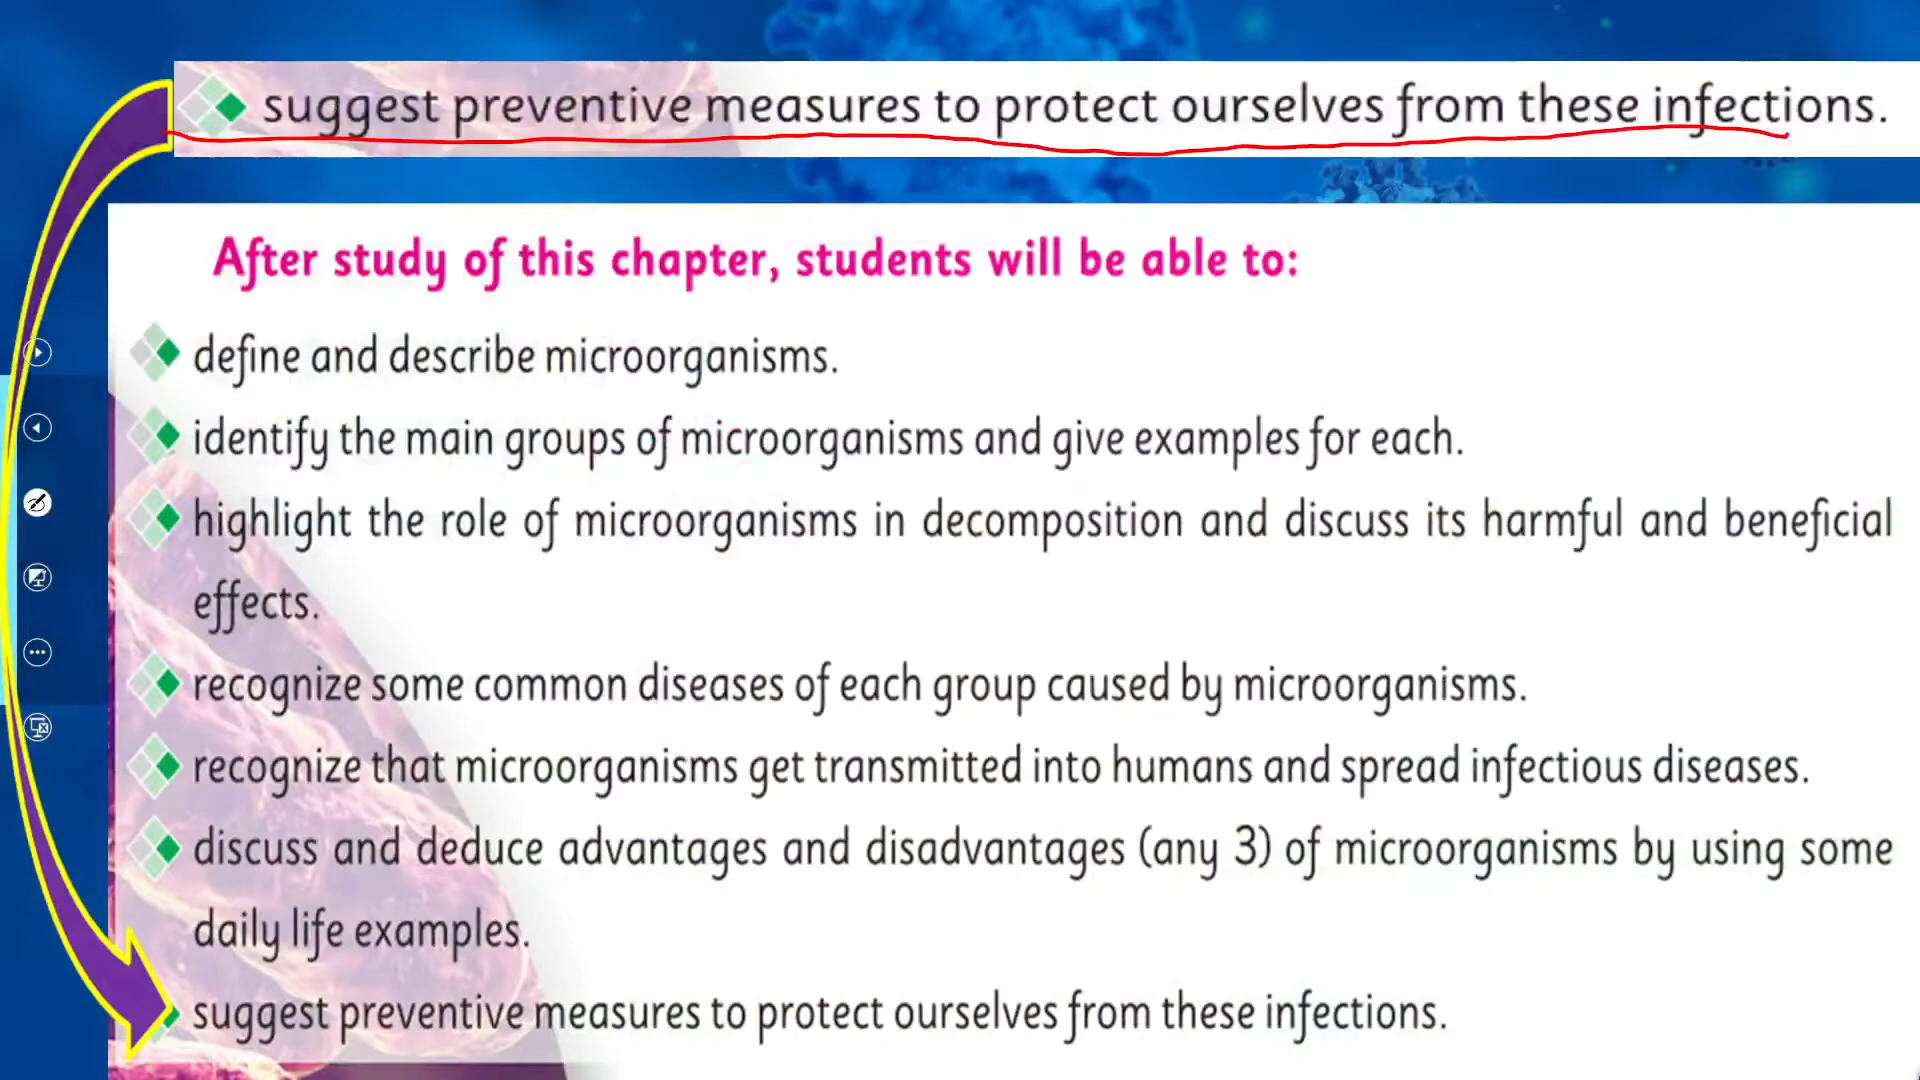 suggest preventive measures to protect ourselves from these infections.
After study of this chapter, students will be able to:
define and describe microorganisms.
identify the main groups of microorganisms and give examples for each.
highlight the role of microorganisms in decomposition and discuss its harmful and beneficial
effects.
recognize some common diseases of each group caused by microorganisms.
recognize that microorganisms get transmitted into humans and spread infectious diseases.
discuss and deduce advantages and disadvantages (any 3) of microorganisms by using some
daily life examples.
suggest preventive measures to protect ourselves from these infections.